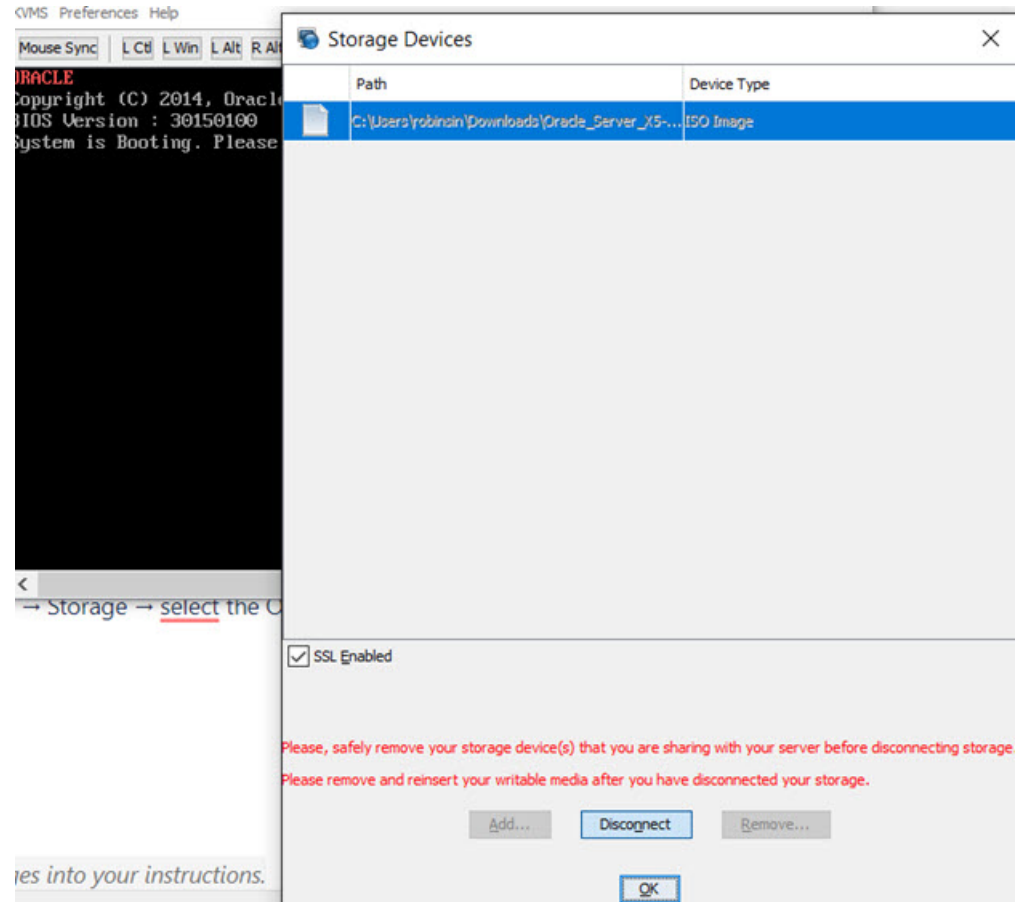 KVMS Preferences Help
Mouse Sync L Ctl L Win L Alt R Alt
ORACLE
Copyright (C) 2014, Oracle
BIOS Version : 30150100
System is Booting. Please
→ Storage → select the O
ges into your instructions.
Storage Devices
Path Device Type
C:\Users\robinsin\Downloads\Oracle_Server_X5-... ISO Image
SSL Enabled
Please, safely remove your storage device(s) that you are sharing with your server before disconnecting storage.
Please remove and reinsert your writable media after you have disconnected your storage.
Add... Disconnect Remove...
OK